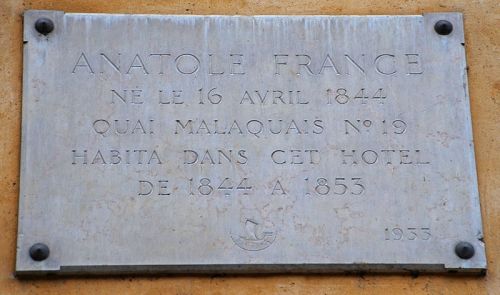 ANATOLE FRANCE
NÉ LE 16 AVRIL 1844
QUAI MALAQUAIS Nº 19
HABITA DANS CET HOTEL
DE 1844 A 1853
1933